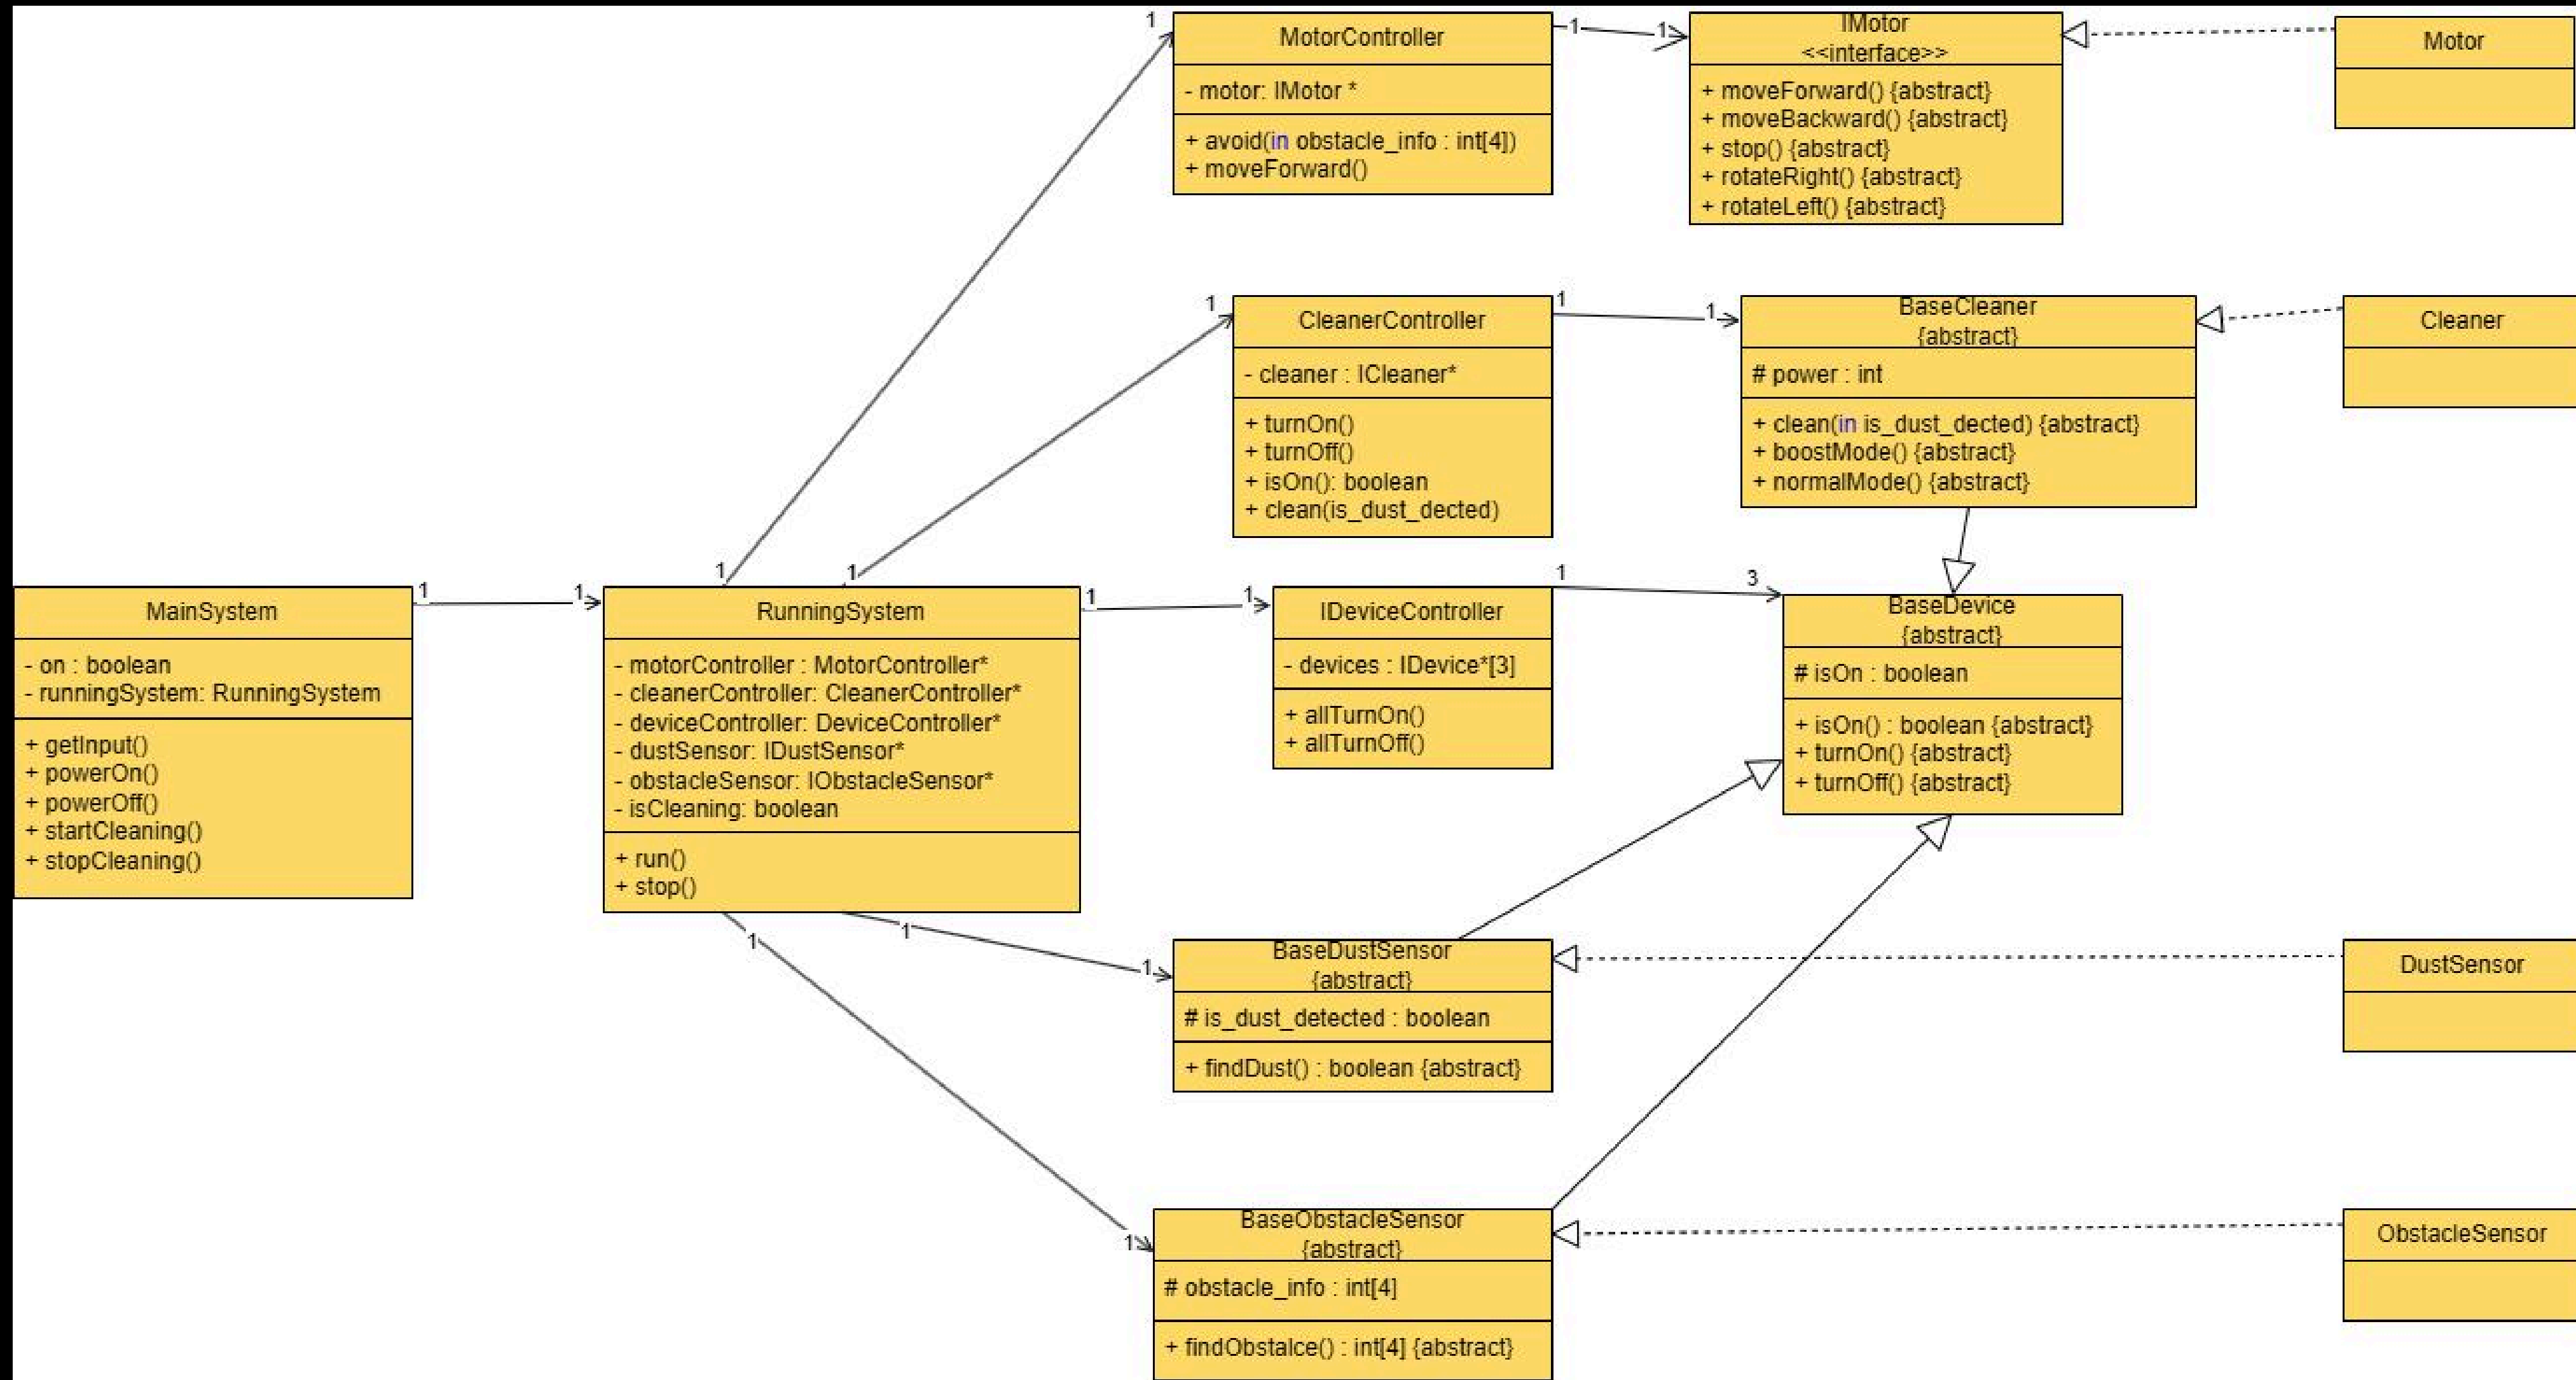 1
MotorController
- motor: IMotor *
+ avoid(in obstacle_info : int[4])
+ moveForward()
1
1
IMotor
<<interface>>
+ moveForward() {abstract}
+ moveBackward() {abstract}
+ stop() {abstract}
+ rotateRight() {abstract}
+ rotateLeft() {abstract}
Motor
1
CleanerController
- cleaner : ICleaner*
+ turnOn()
+ turnOff()
+ isOn(): boolean
+ clean(is_dust_dected)
1
1
BaseCleaner
{abstract}
# power : int
+ clean(in is_dust_dected) {abstract}
+ boostMode() {abstract}
+ normalMode() {abstract}
Cleaner
MainSystem
- on : boolean
- runningSystem: RunningSystem
+ getInput()
+ powerOn()
+ powerOff()
+ startCleaning()
+ stopCleaning()
1
1
1
1
RunningSystem
- motorController : MotorController*
- cleanerController: CleanerController*
- deviceController: DeviceController*
- dustSensor: IDustSensor*
- obstacleSensor: IObstacleSensor*
- isCleaning: boolean
+ run()
+ stop()
1
1
IDeviceController
- devices : IDevice*[3]
+ allTurnOn()
+ allTurnOff()
1
3
BaseDevice
{abstract}
# isOn : boolean
+ isOn() : boolean {abstract}
+ turnOn() {abstract}
+ turnOff() {abstract}
1
1
1
BaseDustSensor
{abstract}
# is_dust_detected : boolean
+ findDust() : boolean {abstract}
DustSensor
1
BaseObstacleSensor
{abstract}
# obstacle_info : int[4]
+ findObstalce() : int[4] {abstract}
ObstacleSensor